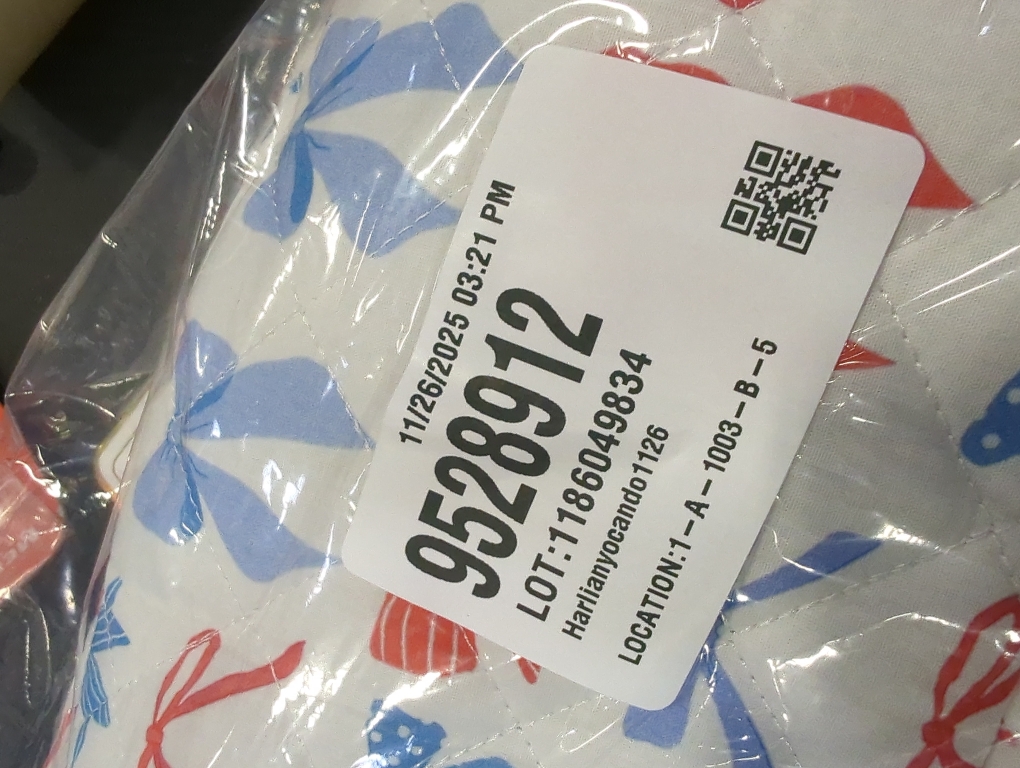 11/26/2025 03:21 PM
9528912
LOT:1186049834
Harlianyocando1126
LOCATION:1-A-1003-B-5